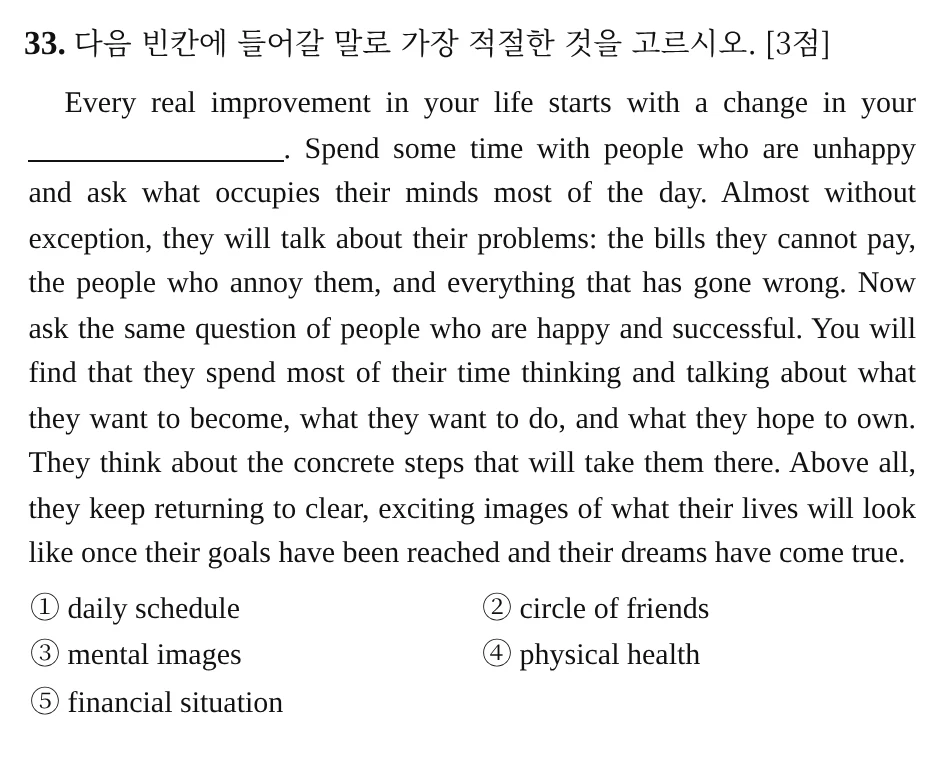 33. 다음 빈칸에 들어갈 말로 가장 적절한 것을 고르시오. [3점]
Every real improvement in your life starts with a change in your
_________________. Spend some time with people who are unhappy
and ask what occupies their minds most of the day. Almost without
exception, they will talk about their problems: the bills they cannot pay,
the people who annoy them, and everything that has gone wrong. Now
ask the same question of people who are happy and successful. You will
find that they spend most of their time thinking and talking about what
they want to become, what they want to do, and what they hope to own.
They think about the concrete steps that will take them there. Above all,
they keep returning to clear, exciting images of what their lives will look
like once their goals have been reached and their dreams have come true.
① daily schedule ② circle of friends
③ mental images ④ physical health
⑤ financial situation